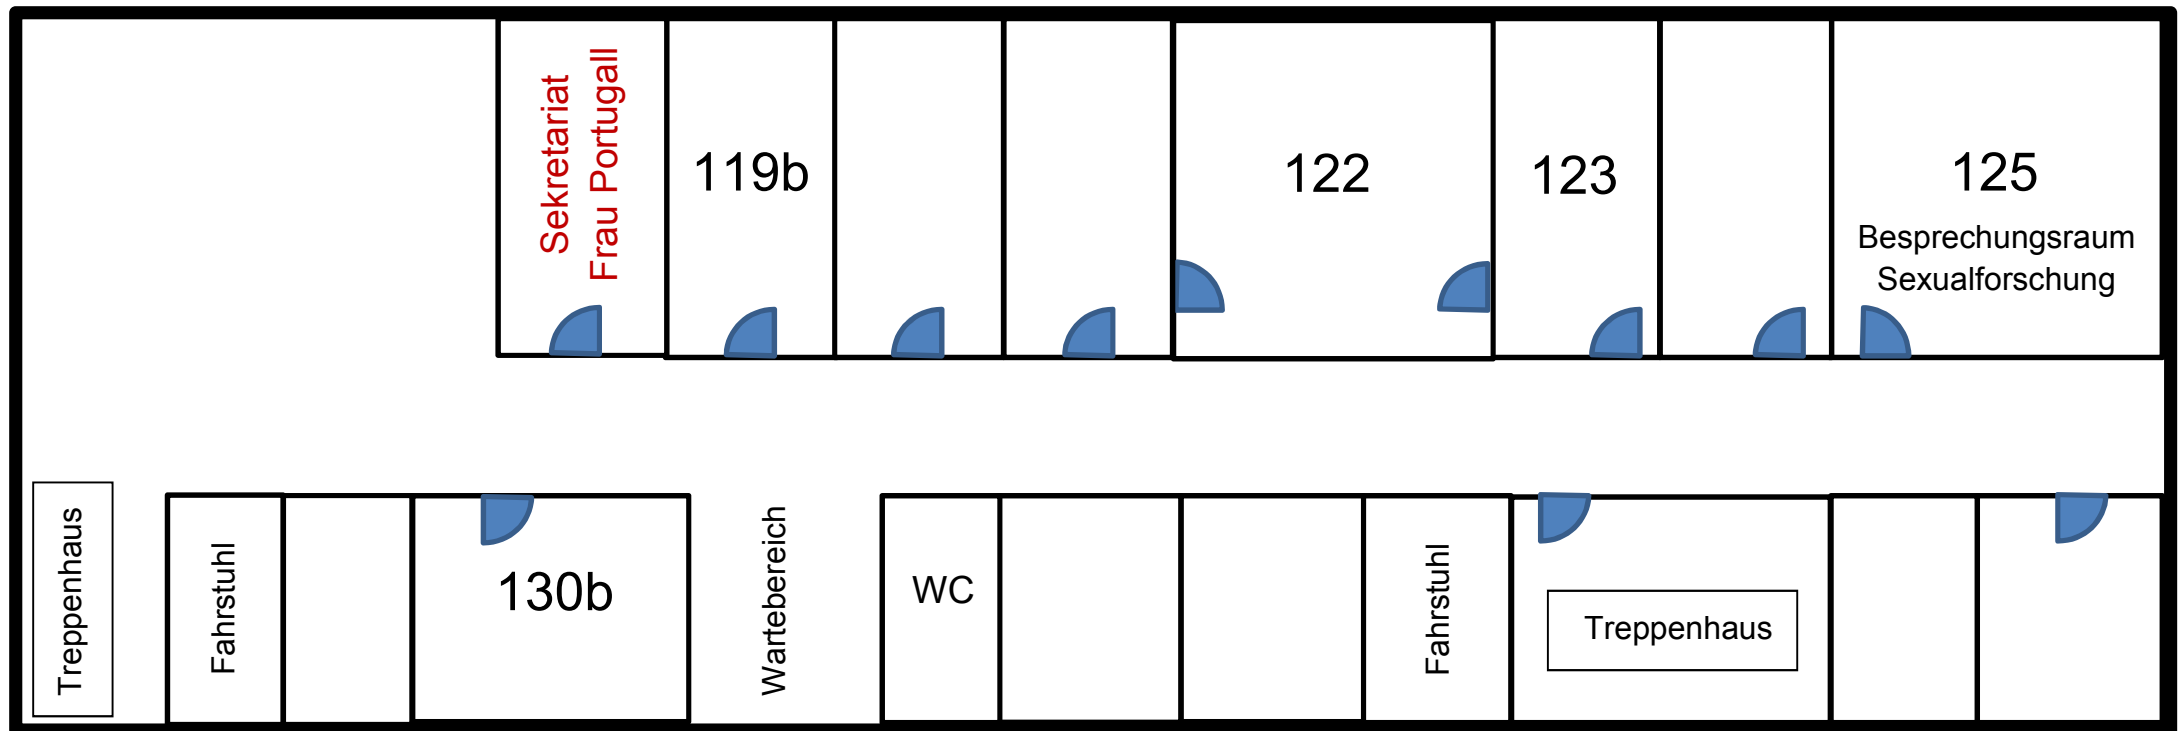 Sekretariat
Frau Portugall
119b
122
123
125
Besprechungsraum
Sexualforschung
Treppenhaus
Fahrstuhl
130b
Wartebereich
WC
Fahrstuhl
Treppenhaus